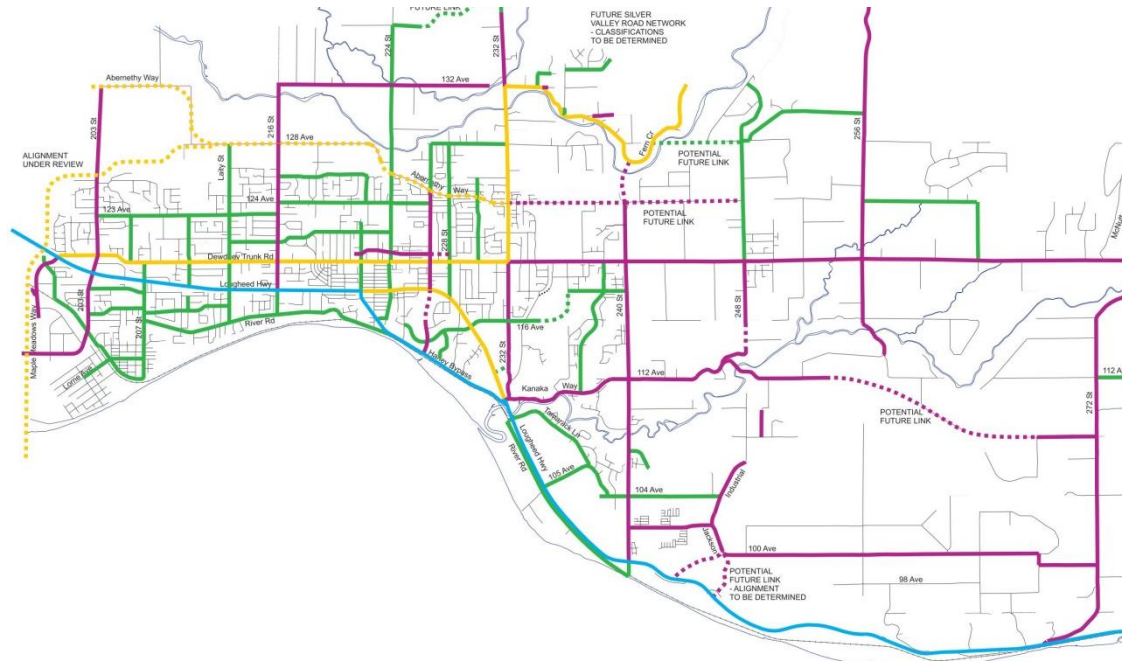 FUTURE LINK
FUTURE SILVER
VALLEY ROAD NETWORK
- CLASSIFICATIONS
TO BE DETERMINED
224 St
232 St
Abernethy Way
132 Ave
203 St
216 St
256 St
128 Ave
Fern Cr
ALIGNMENT
UNDER REVIEW
Laity St
POTENTIAL
FUTURE LINK
Abernethy Way
124 Ave
123 Ave
POTENTIAL
FUTURE LINK
228 St
Dewdney Trunk Rd
Lougheed Hwy
203 St
240 St
248 St
207 St
River Rd
116 Ave
Maple Meadows Way
232 St
Haney Bypass
Lorne Ave
112 Ave
112 A
Kanaka Way
272 St
POTENTIAL
FUTURE LINK
Tamarack Ln
Lougheed Hwy
River Rd
105 Ave
104 Ave
Industrial
Jackson
100 Ave
POTENTIAL
FUTURE LINK
- ALIGNMENT
TO BE DETERMINED
98 Ave